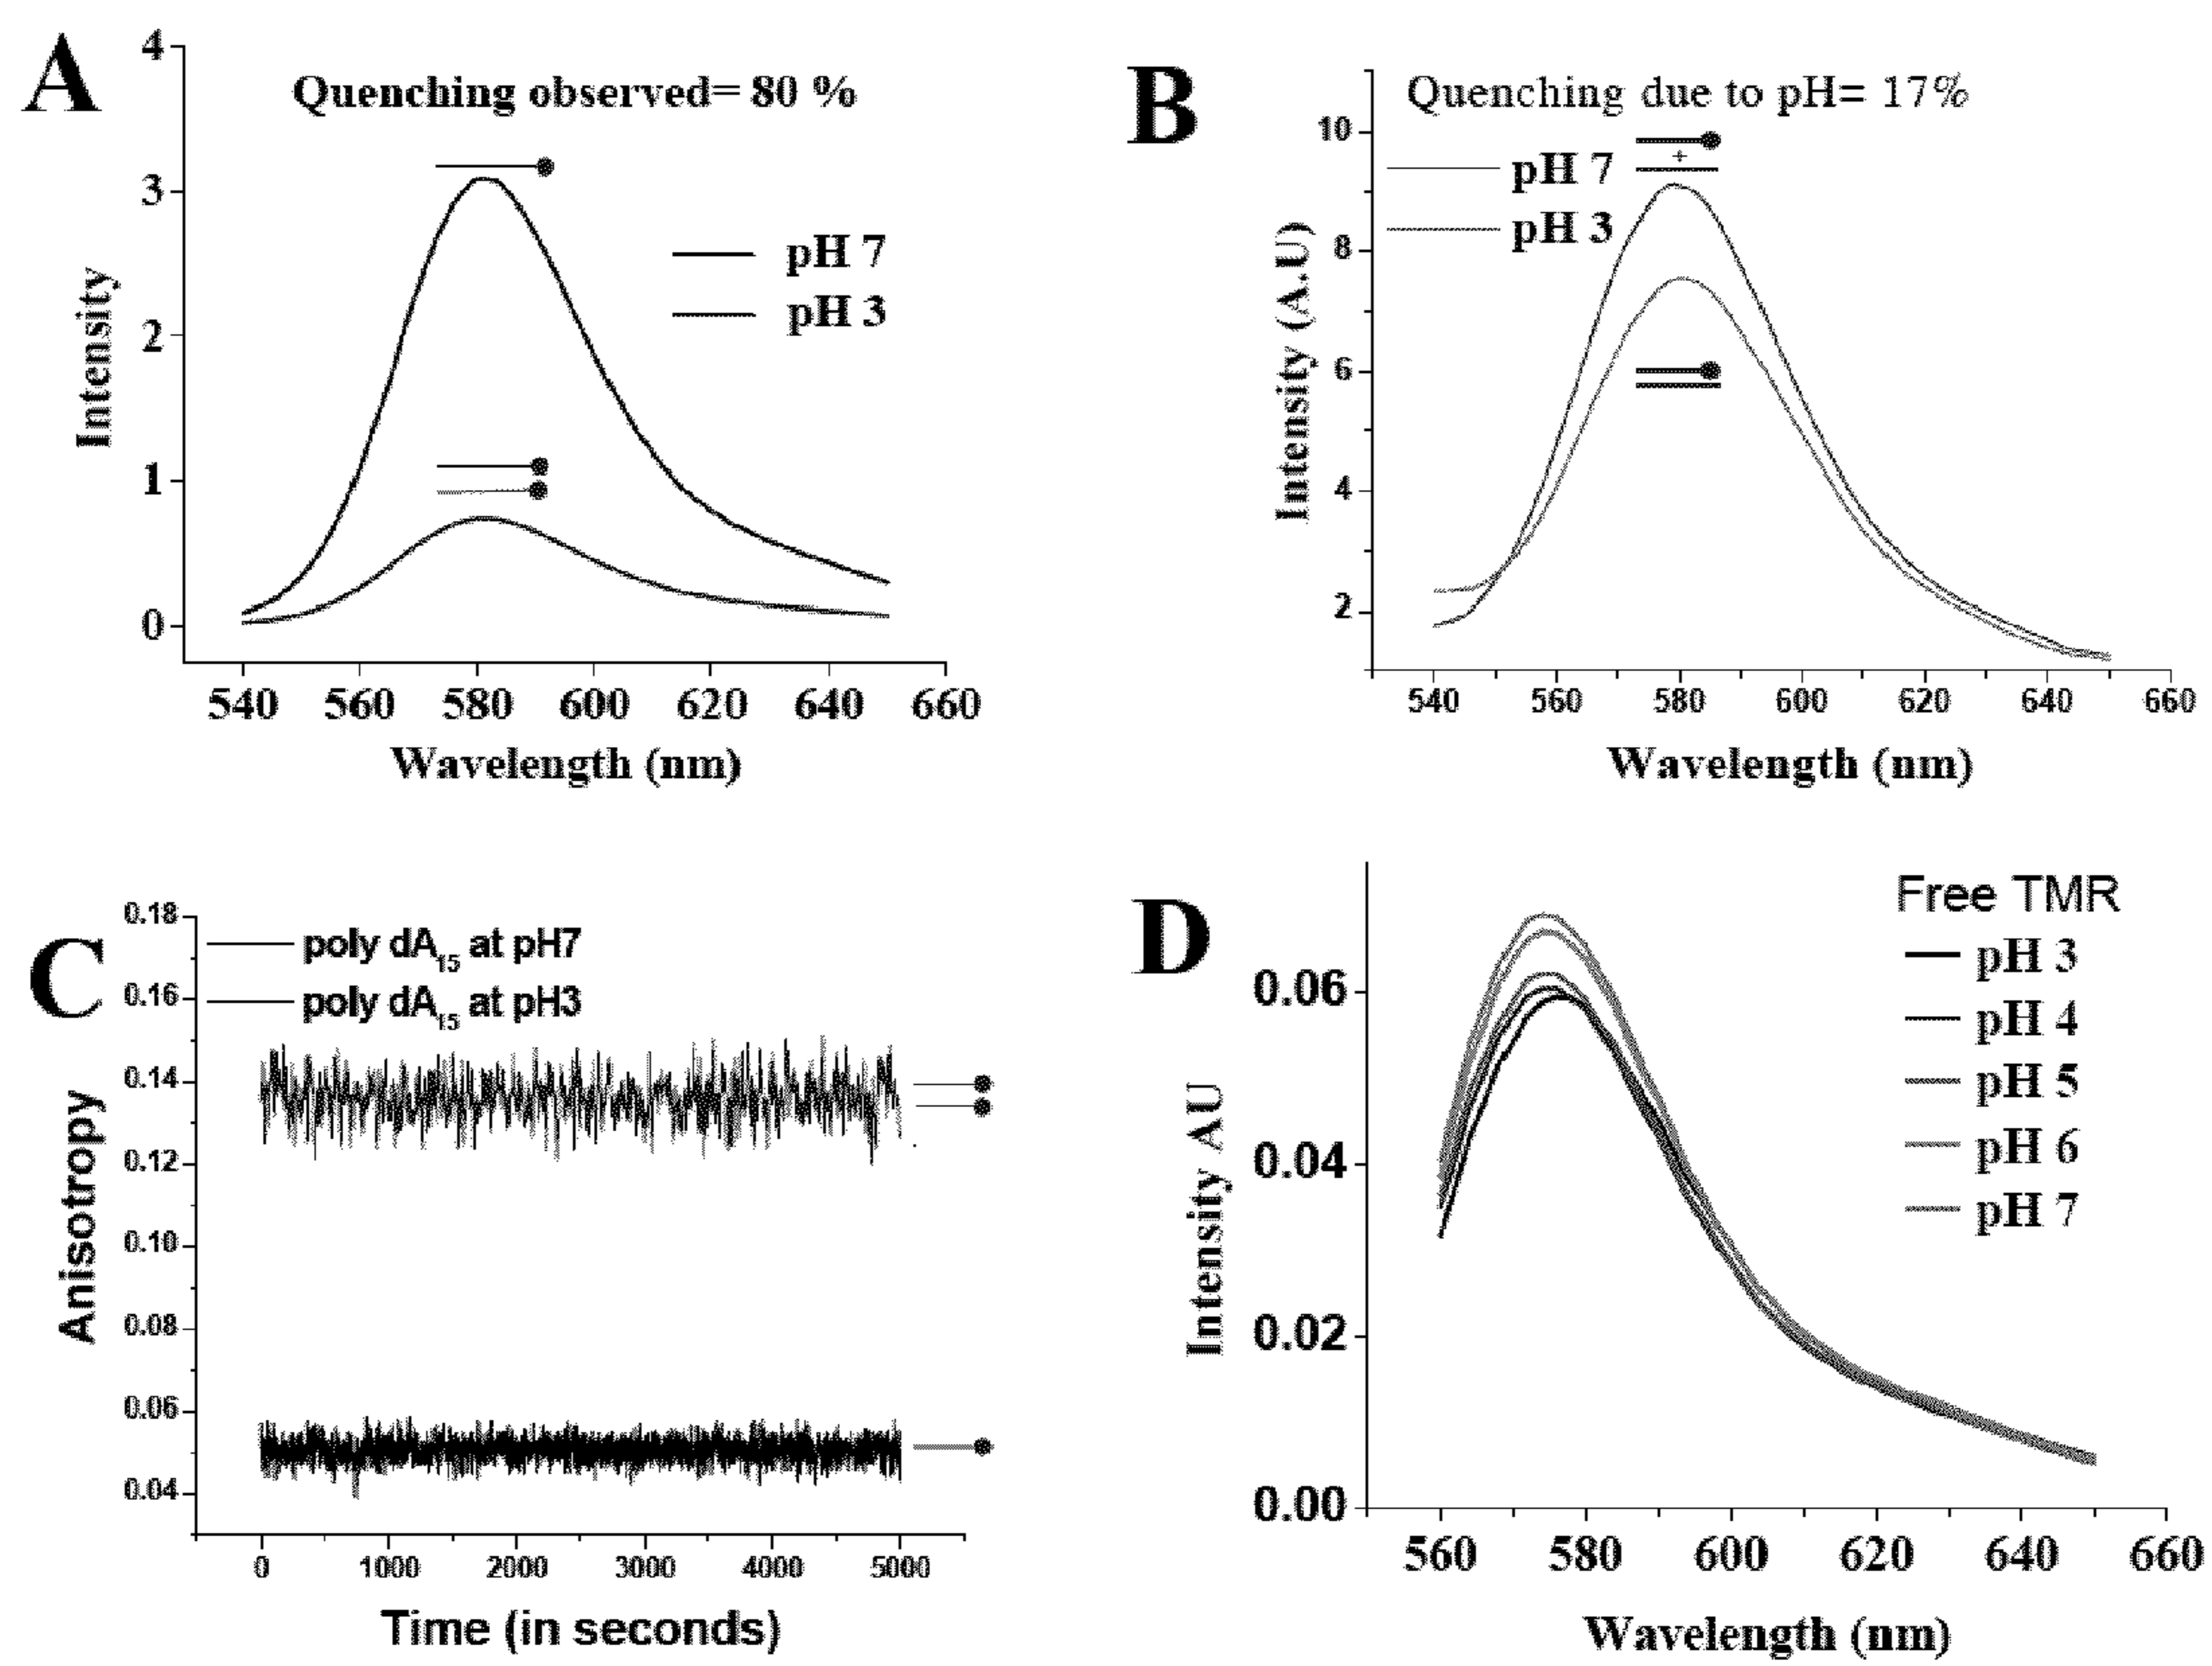 A
Quenching observed= 80 %
4
3
2
1
0
Intensity
pH 7
pH 3
540 560 580 600 620 640 660
Wavelength (nm)
B
Quenching due to pH= 17%
10
8
6
4
2
Intensity (A.U)
pH 7
pH 3
+
540 560 580 600 620 640 660
Wavelength (nm)
C
0.18
0.16
0.14
0.12
0.10
0.08
0.06
0.04
Anisotropy
poly dA15 at pH7
poly dA15 at pH3
0 1000 2000 3000 4000 5000
Time (in seconds)
D
Free TMR
pH 3
pH 4
pH 5
pH 6
pH 7
0.06
0.04
0.02
0.00
Intensity AU
560 580 600 620 640 660
Wavelength (nm)